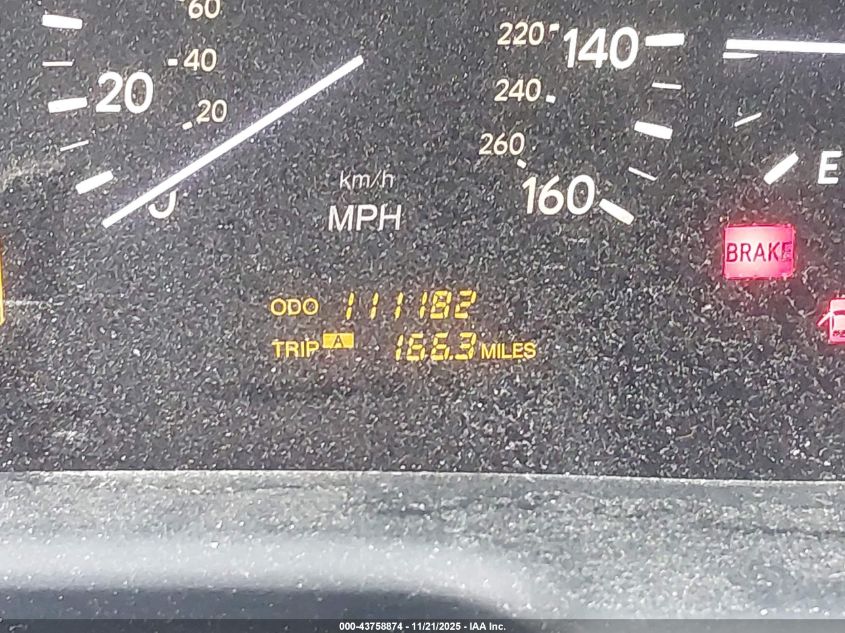 60
40
20
20
0
km/h
MPH
220 140
240
260
160
E
BRAKE
ODO 111182
TRIP A 166.3 MILES
000-43758874 - 11/21/2025 - IAA Inc.